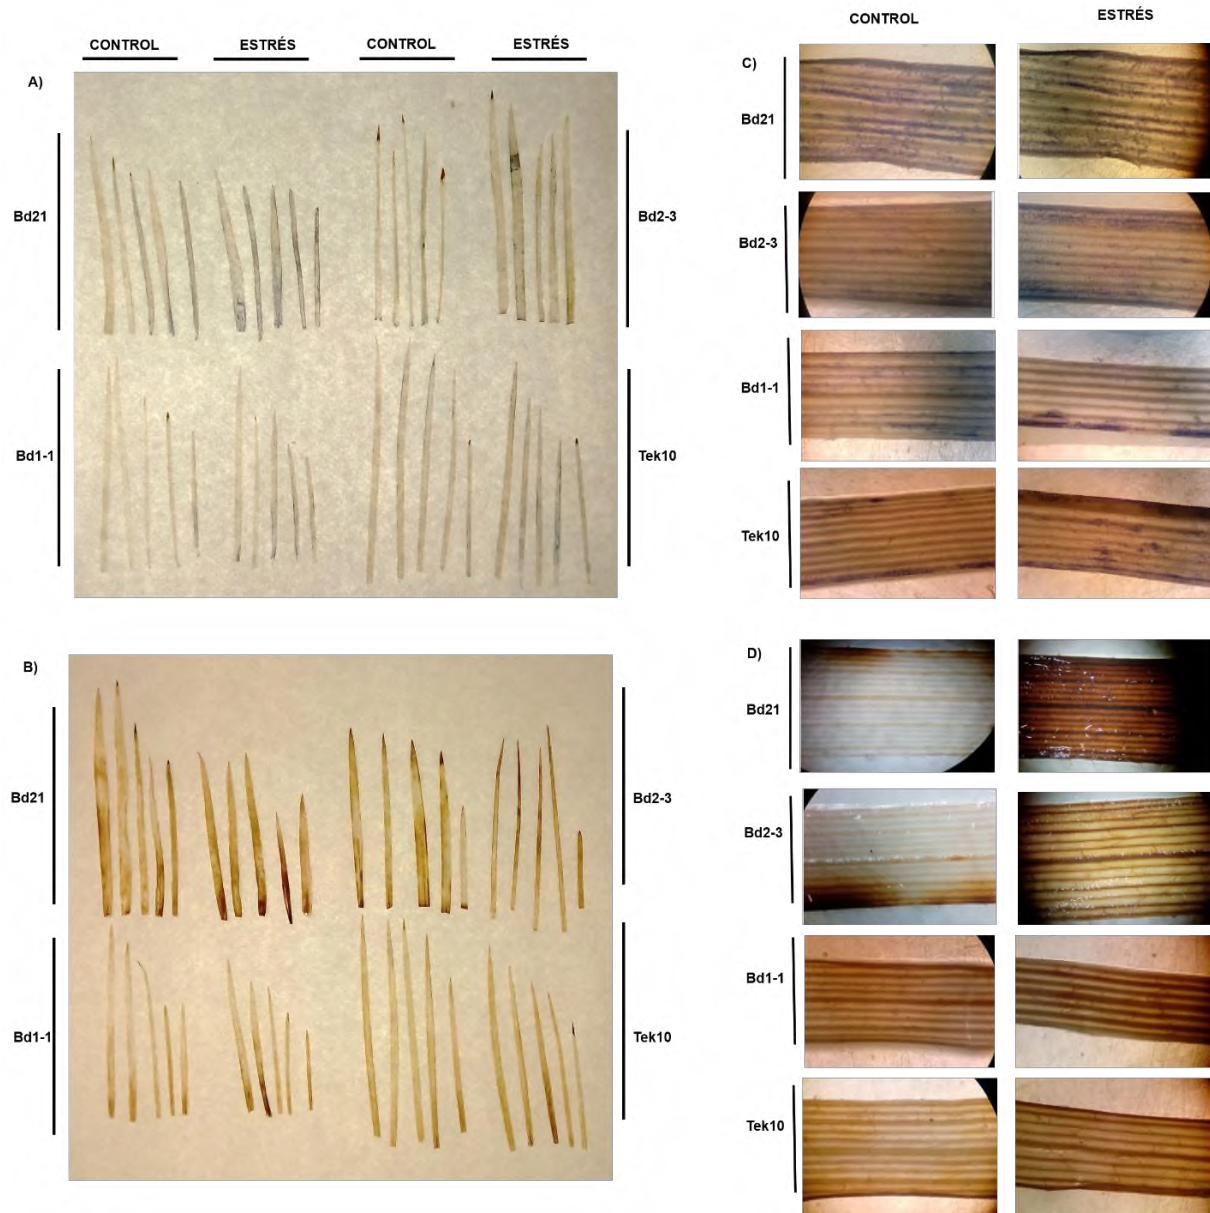 CONTROL ESTRÉS CONTROL ESTRÉS
A)
Bd21
Bd2-3
Bd1-1
Tek10
B)
Bd21
Bd2-3
Bd1-1
Tek10
CONTROL ESTRÉS
C)
Bd21
Bd2-3
Bd1-1
Tek10
D)
Bd21
Bd2-3
Bd1-1
Tek10